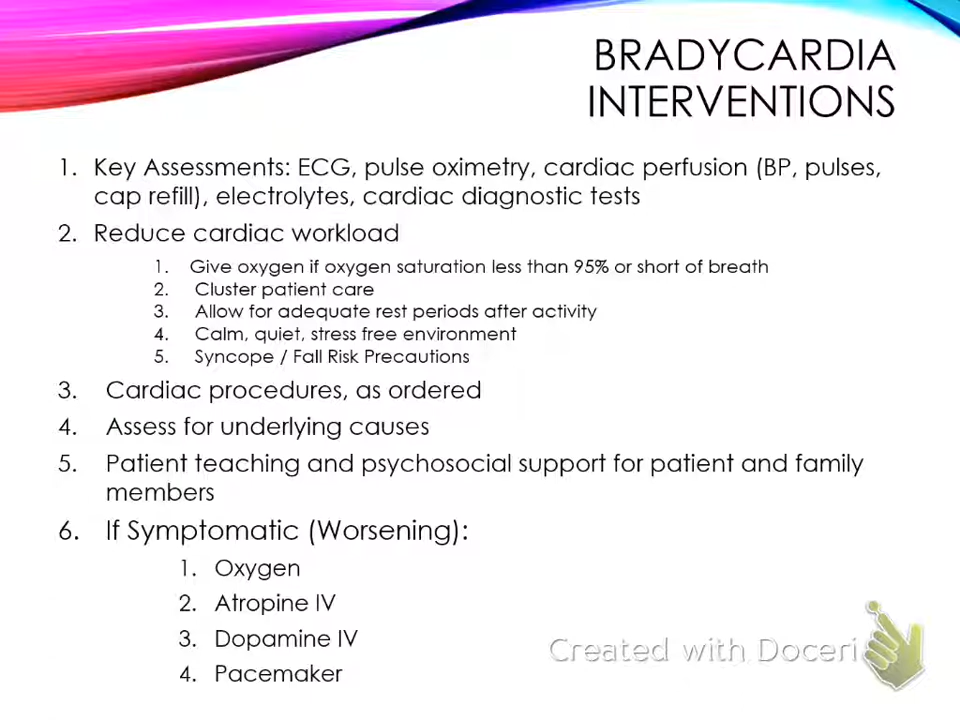 BRADYCARDIA
INTERVENTIONS
1. Key Assessments: ECG, pulse oximetry, cardiac perfusion (BP, pulses,
cap refill), electrolytes, cardiac diagnostic tests
2. Reduce cardiac workload
1. Give oxygen if oxygen saturation less than 95% or short of breath
2. Cluster patient care
3. Allow for adequate rest periods after activity
4. Calm, quiet, stress free environment
5. Syncope / Fall Risk Precautions
3. Cardiac procedures, as ordered
4. Assess for underlying causes
5. Patient teaching and psychosocial support for patient and family
members
6. If Symptomatic (Worsening):
1. Oxygen
2. Atropine IV
3. Dopamine IV
4. Pacemaker
Created with Doceri